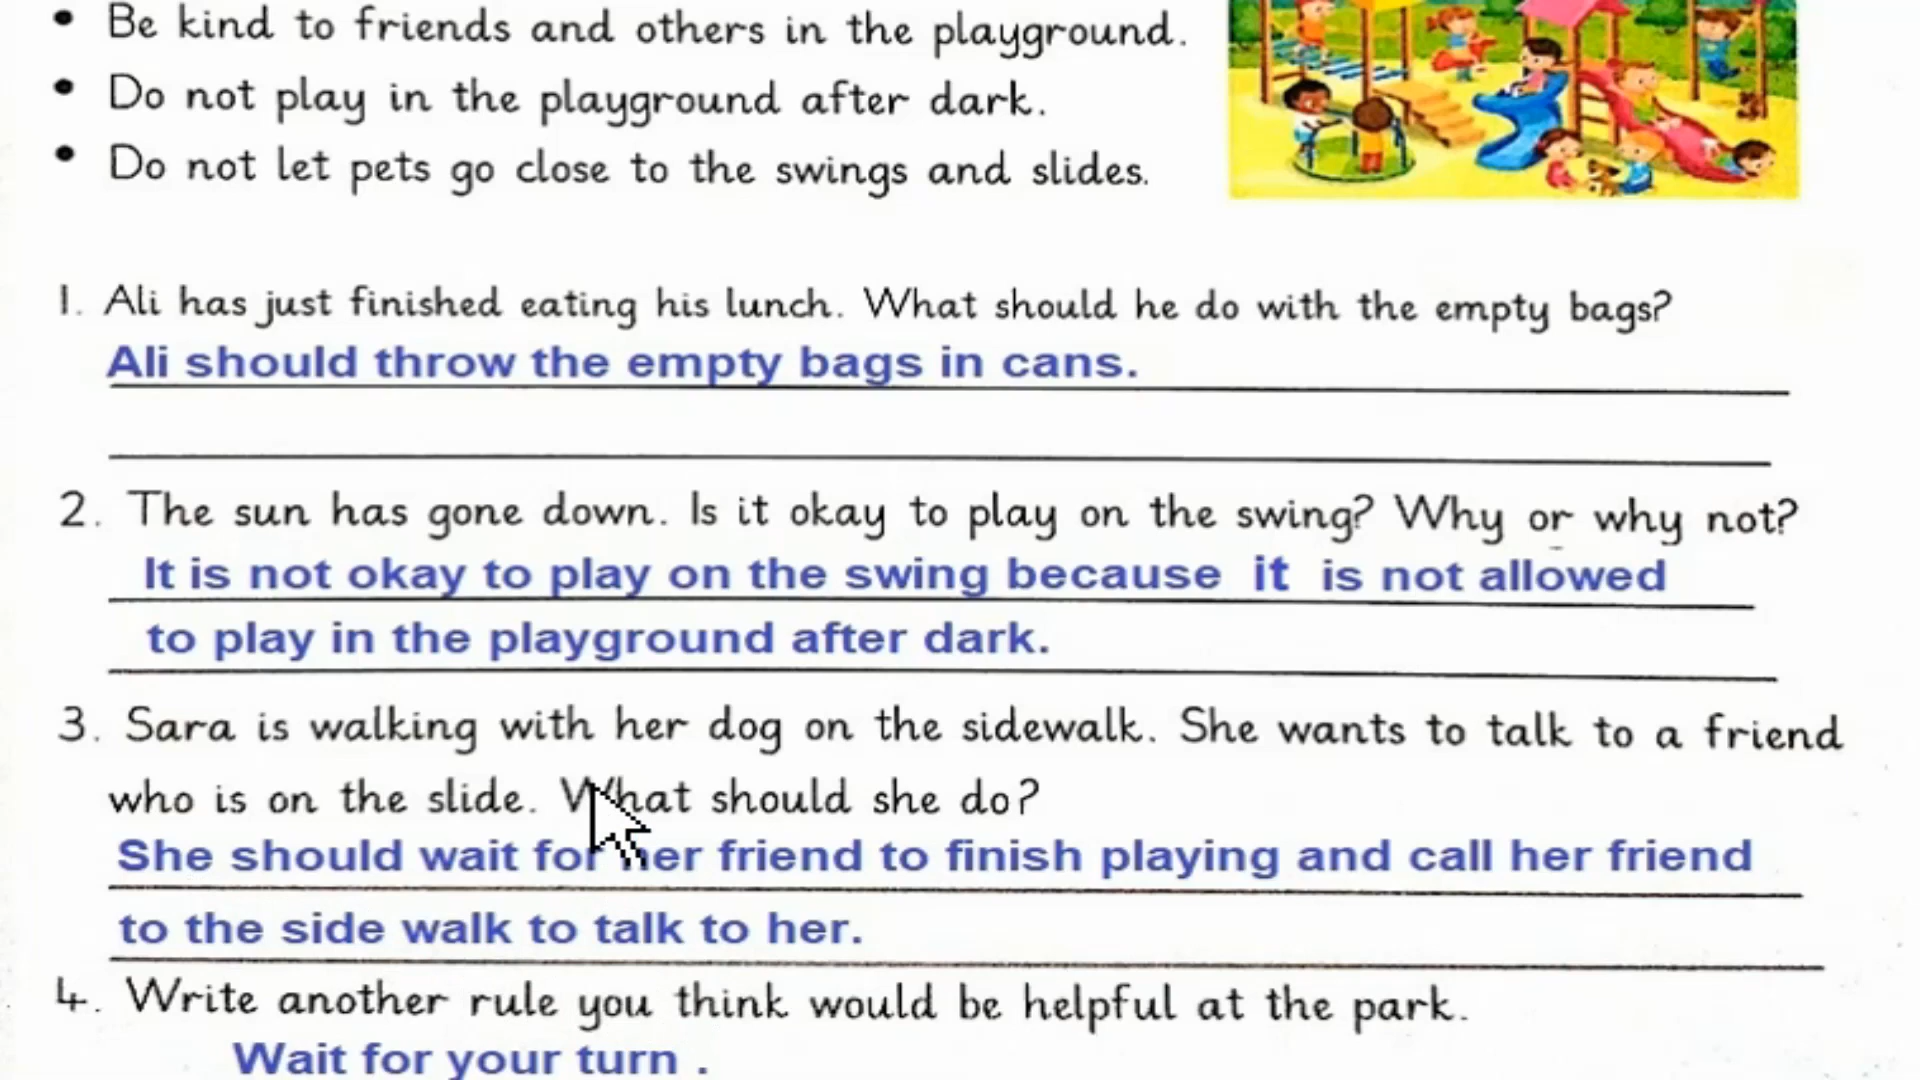 • Be kind to friends and others in the playground.
• Do not play in the playground after dark.
• Do not let pets go close to the swings and slides.
1. Ali has just finished eating his lunch. What should he do with the empty bags?
Ali should throw the empty bags in cans.
2. The sun has gone down. Is it okay to play on the swing? Why or why not?
It is not okay to play on the swing because it is not allowed
to play in the playground after dark.
3. Sara is walking with her dog on the sidewalk. She wants to talk to a friend
who is on the slide. What should she do?
She should wait for her friend to finish playing and call her friend
to the side walk to talk to her.
4. Write another rule you think would be helpful at the park.
Wait for your turn .